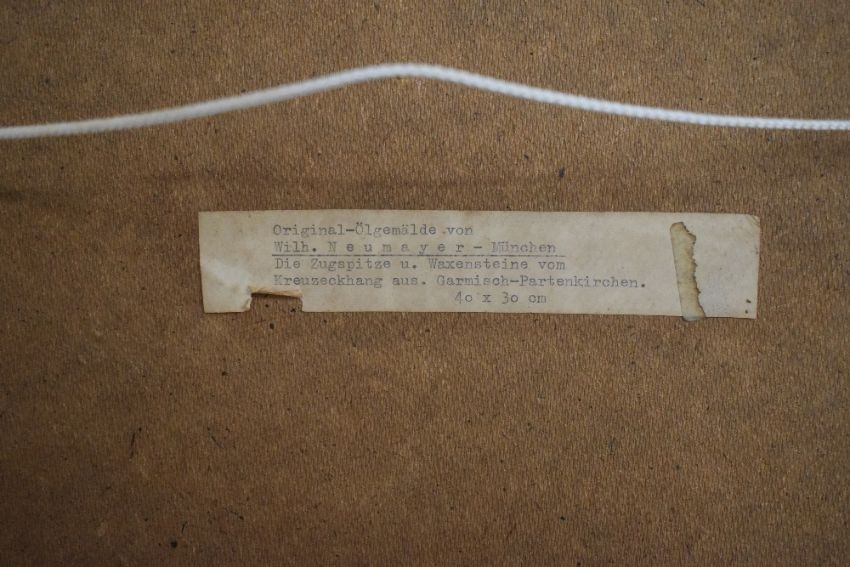 Original-Ölgemälde von
Wilh. N e u m a y e r - München
Die Zugspitze u. Waxensteine vom
Kreuzeckhang aus. Garmisch-Partenkirchen.
40 x 30 cm